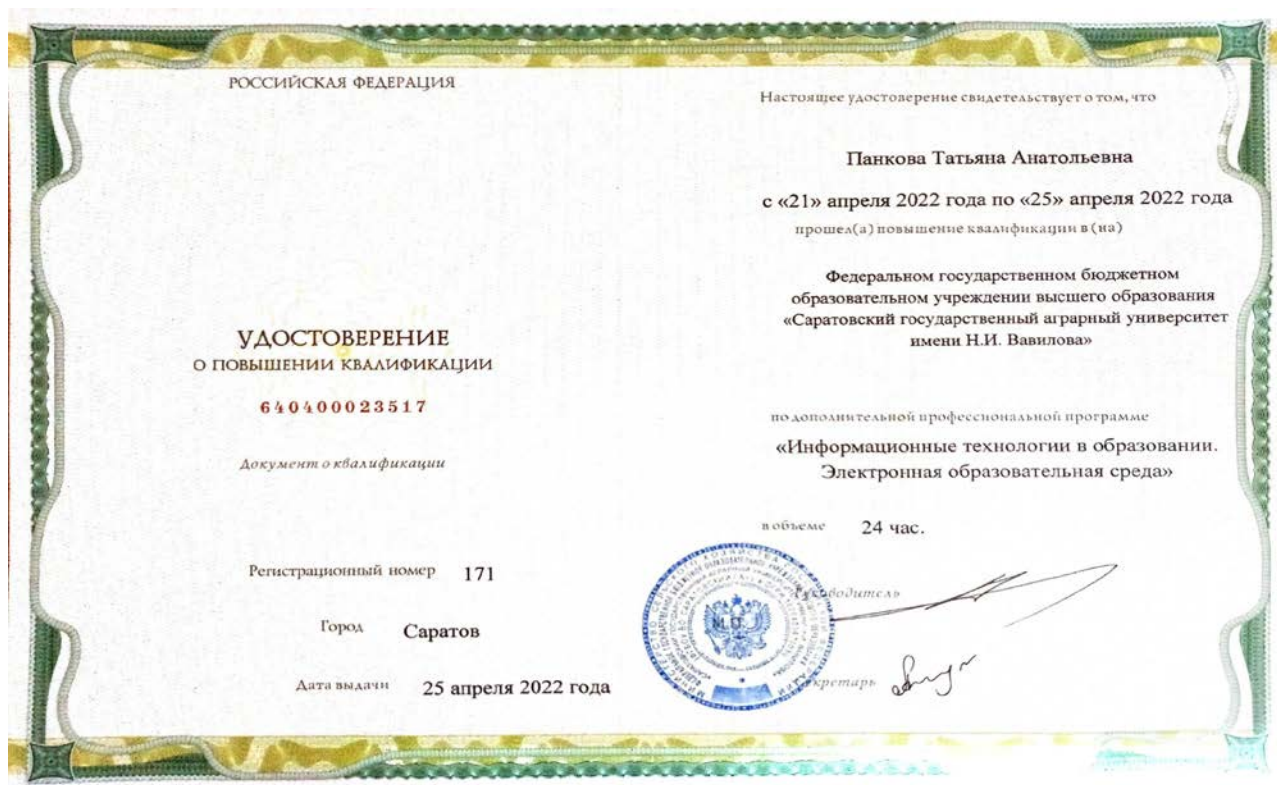 РОССИЙСКАЯ ФЕДЕРАЦИЯ
УДОСТОВЕРЕНИЕ
О ПОВЫШЕНИИ КВАЛИФИКАЦИИ
640400023517
Документ о квалификации
Регистрационный номер 171
Город Саратов
Дата выдачи 25 апреля 2022 года
Настоящее удостоверение свидетельствует о том, что
Панкова Татьяна Анатольевна
с «21» апреля 2022 года по «25» апреля 2022 года
прошел(а) повышение квалификации в (на)
Федеральном государственном бюджетном
образовательном учреждении высшего образования
«Саратовский государственный аграрный университет
имени Н.И. Вавилова»
по дополнительной профессиональной программе
«Информационные технологии в образовании.
Электронная образовательная среда»
в объеме 24 час.
Руководитель
М.П.
Секретарь